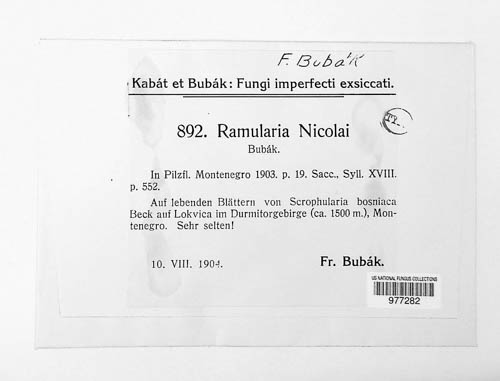 F. Bubák
Kabát et Bubák: Fungi imperfecti exsiccati.
892. Ramularia Nicolai
Bubák.
In Pilzfl. Montenegro 1903. p. 19. Sacc., Syll. XVIII.
p. 552.
Auf lebenden Blättern von Scrophularia bosniaca
Beck auf Lokvica im Durmitorgebirge (ca. 1500 m.), Mon-
tenegro. Sehr selten!
10. VIII. 1904.
Fr. Bubák.
US NATIONAL FUNGUS COLLECTIONS
977282